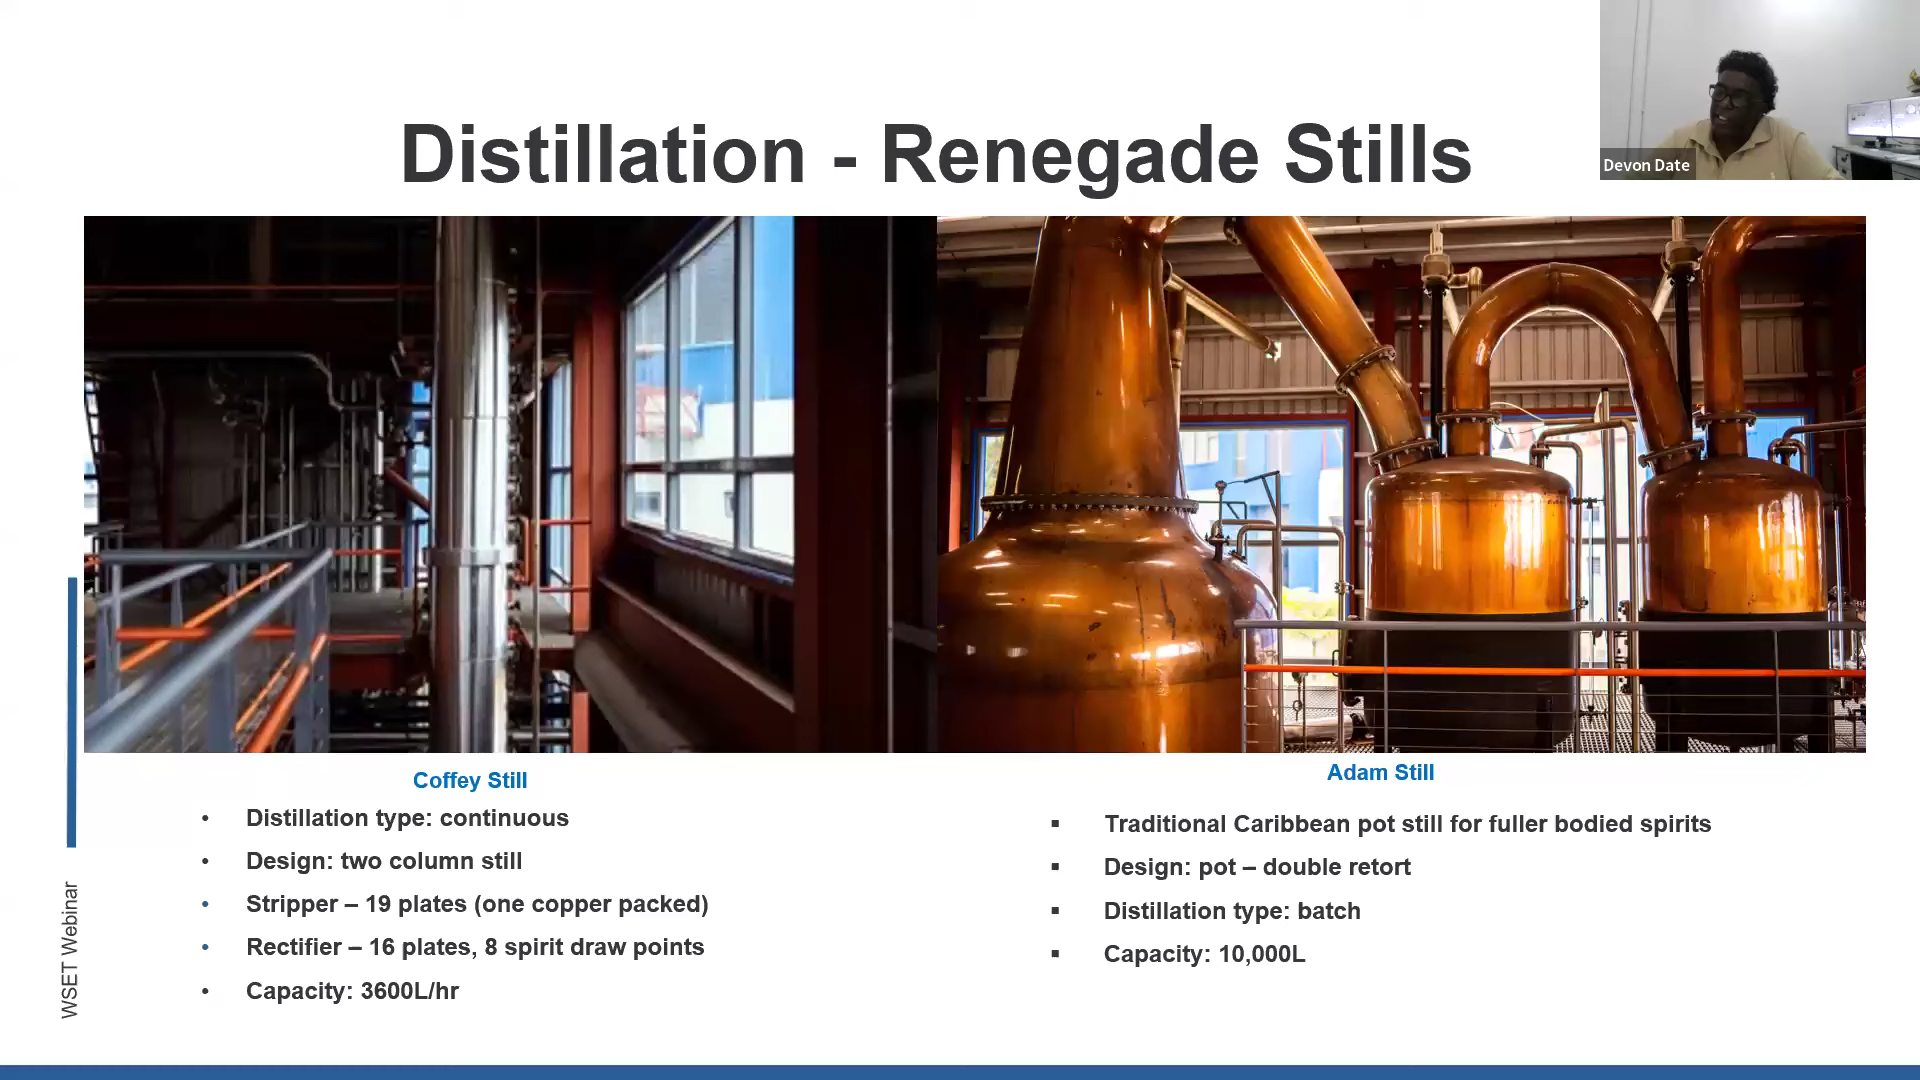 Distillation - Renegade Stills
Devon Date
Coffey Still
• Distillation type: continuous
• Design: two column still
• Stripper – 19 plates (one copper packed)
• Rectifier – 16 plates, 8 spirit draw points
• Capacity: 3600L/hr
Adam Still
▪ Traditional Caribbean pot still for fuller bodied spirits
▪ Design: pot – double retort
▪ Distillation type: batch
▪ Capacity: 10,000L
WSET Webinar